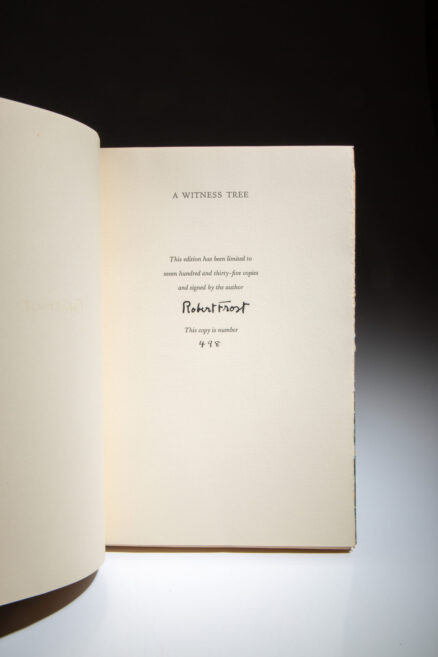 A WITNESS TREE
This edition has been limited to
seven hundred and thirty-five copies
and signed by the author
Robert Frost
This copy is number
498